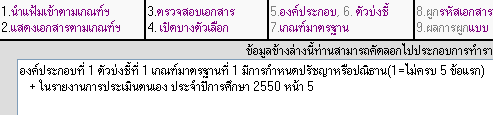 1.นำแฟ้มเข้าตามเกณฑ์ฯ 3.ตรวจสอบเอกสาร 5.องค์ประกอบ, 6. ตัวบ่งชี้ 8.ผูกรหัสเอกสาร
2.แสดงเอกสารตามเกณฑ์ฯ 4. เปิดบางตัวเลือก 7.เกณฑ์มาตรฐาน 9.ผลการผูกแบบ
ข้อมูลข้างล่างนี้ท่านสามารถคัดลอกไปประกอบการทำรา
องค์ประกอบที่ 1 ตัวบ่งชี้ที่ 1 เกณฑ์มาตรฐานที่ 1 มีการกำหนดปรัชญาหรือปณิธาน(1=ไม่ครบ 5 ข้อแรก)
+ ในรายงานการประเมินตนเอง ประจำปีการศึกษา 2550 หน้า 5